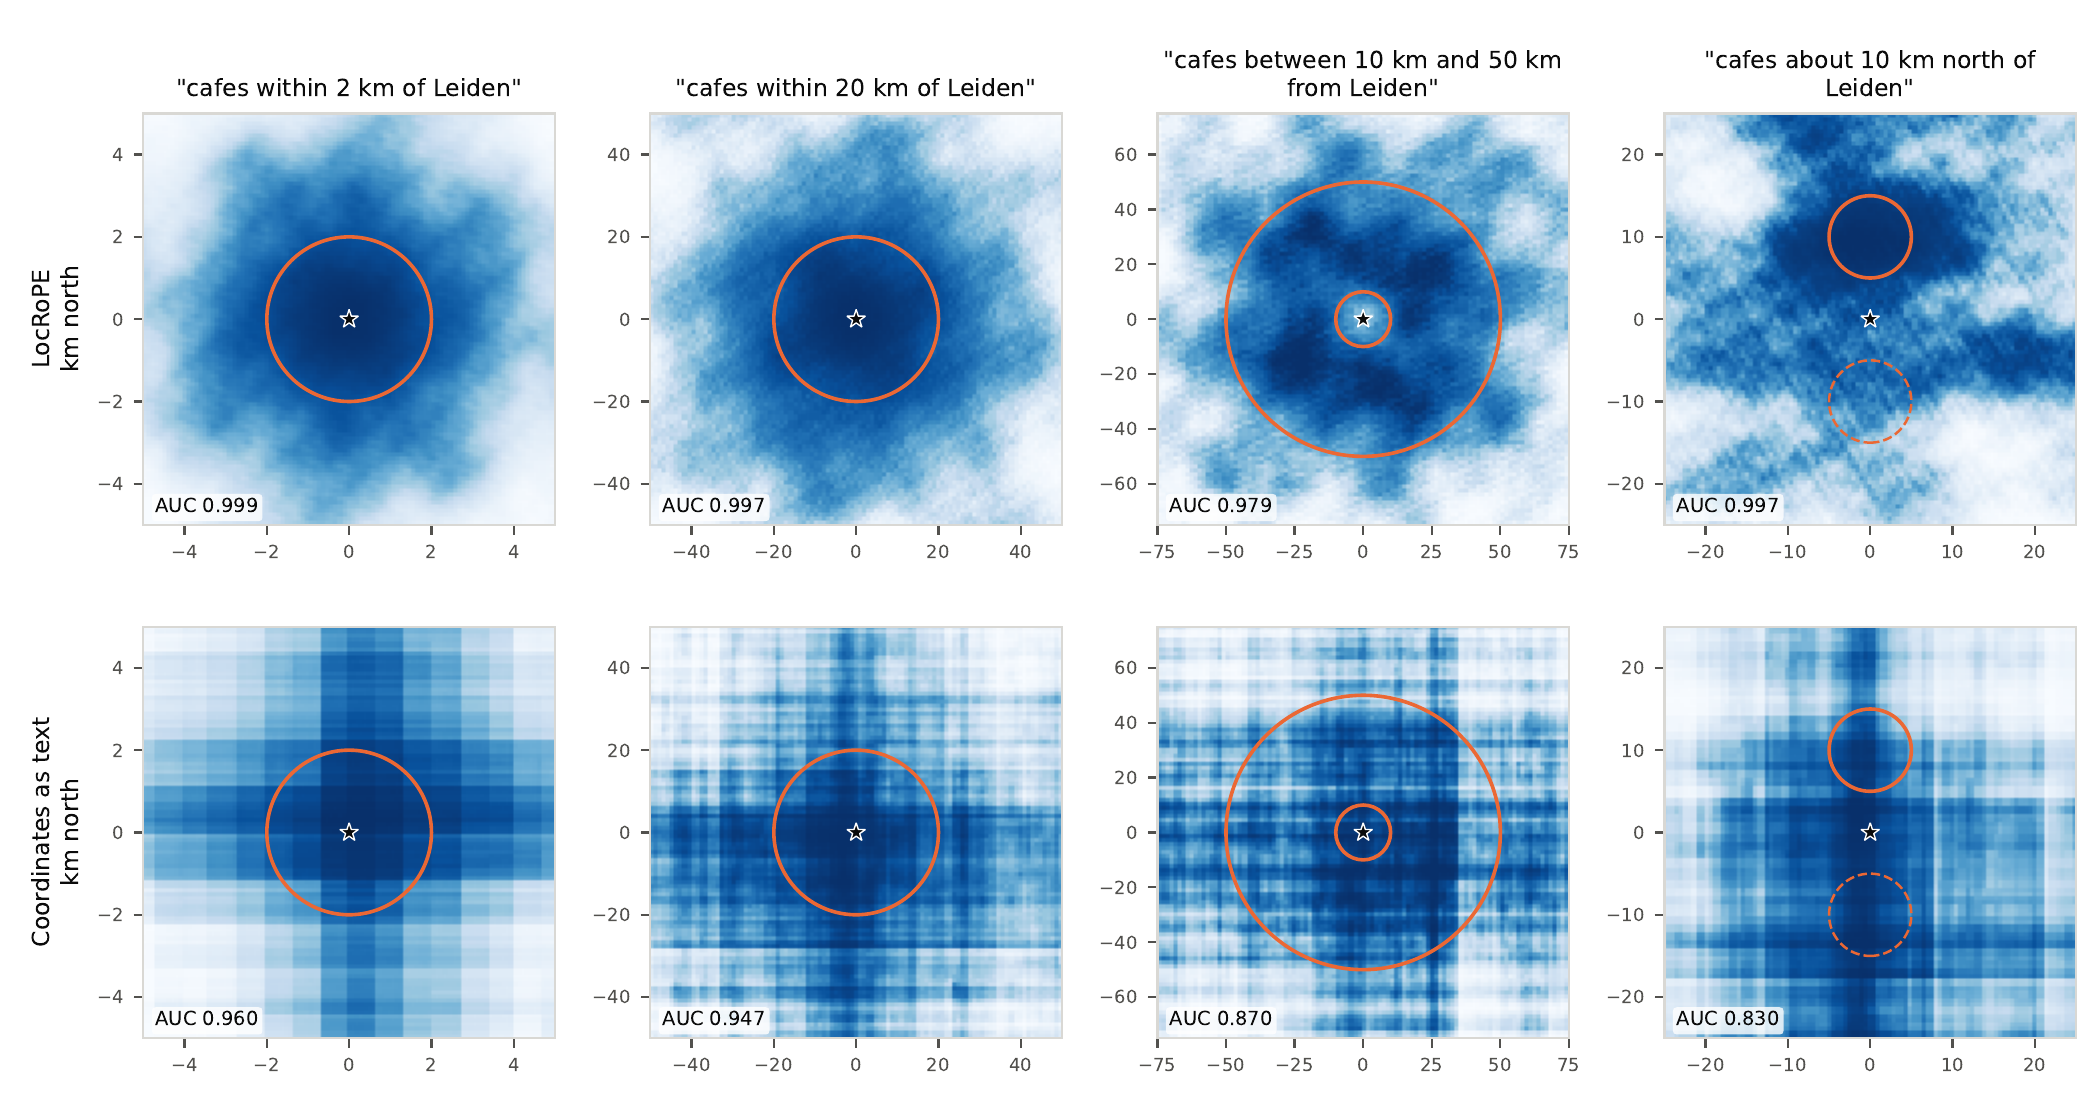 "cafes within 2 km of Leiden"
"cafes within 20 km of Leiden"
"cafes between 10 km and 50 km
from Leiden"
"cafes about 10 km north of
Leiden"
LocRoPE
km north
4
2
0
−2
−4
AUC 0.999
−4 −2 0 2 4
40
20
0
−20
−40
AUC 0.997
−40 −20 0 20 40
60
40
20
0
−20
−40
−60
AUC 0.979
−75 −50 −25 0 25 50 75
20
10
0
−10
−20
AUC 0.997
−20 −10 0 10 20
Coordinates as text
km north
4
2
0
−2
−4
AUC 0.960
−4 −2 0 2 4
40
20
0
−20
−40
AUC 0.947
−40 −20 0 20 40
60
40
20
0
−20
−40
−60
AUC 0.870
−75 −50 −25 0 25 50 75
20
10
0
−10
−20
AUC 0.830
−20 −10 0 10 20